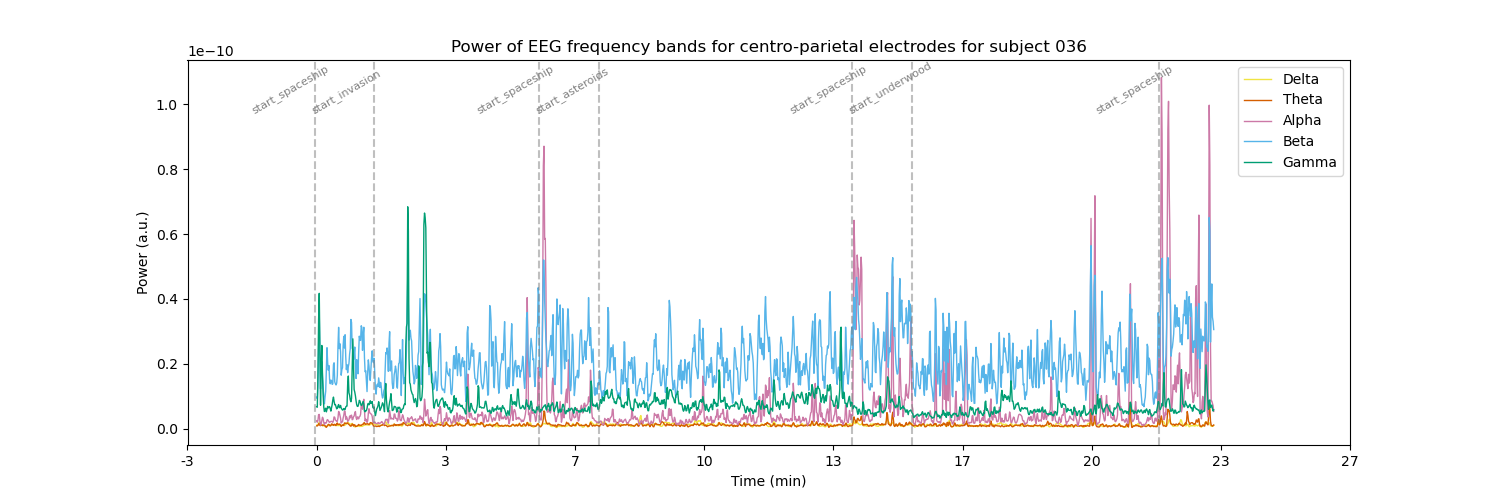 Power of EEG frequency bands for centro-parietal electrodes for subject 036
1e−10
start_spaceship
start_invasion
start_spaceship
start_asteroids
start_spaceship
start_underwood
start_spaceship
Delta
Theta
Alpha
Beta
Gamma
1.0
0.8
0.6
0.4
0.2
0.0
Power (a.u.)
-3 0 3 7 10 13 17 20 23 27
Time (min)